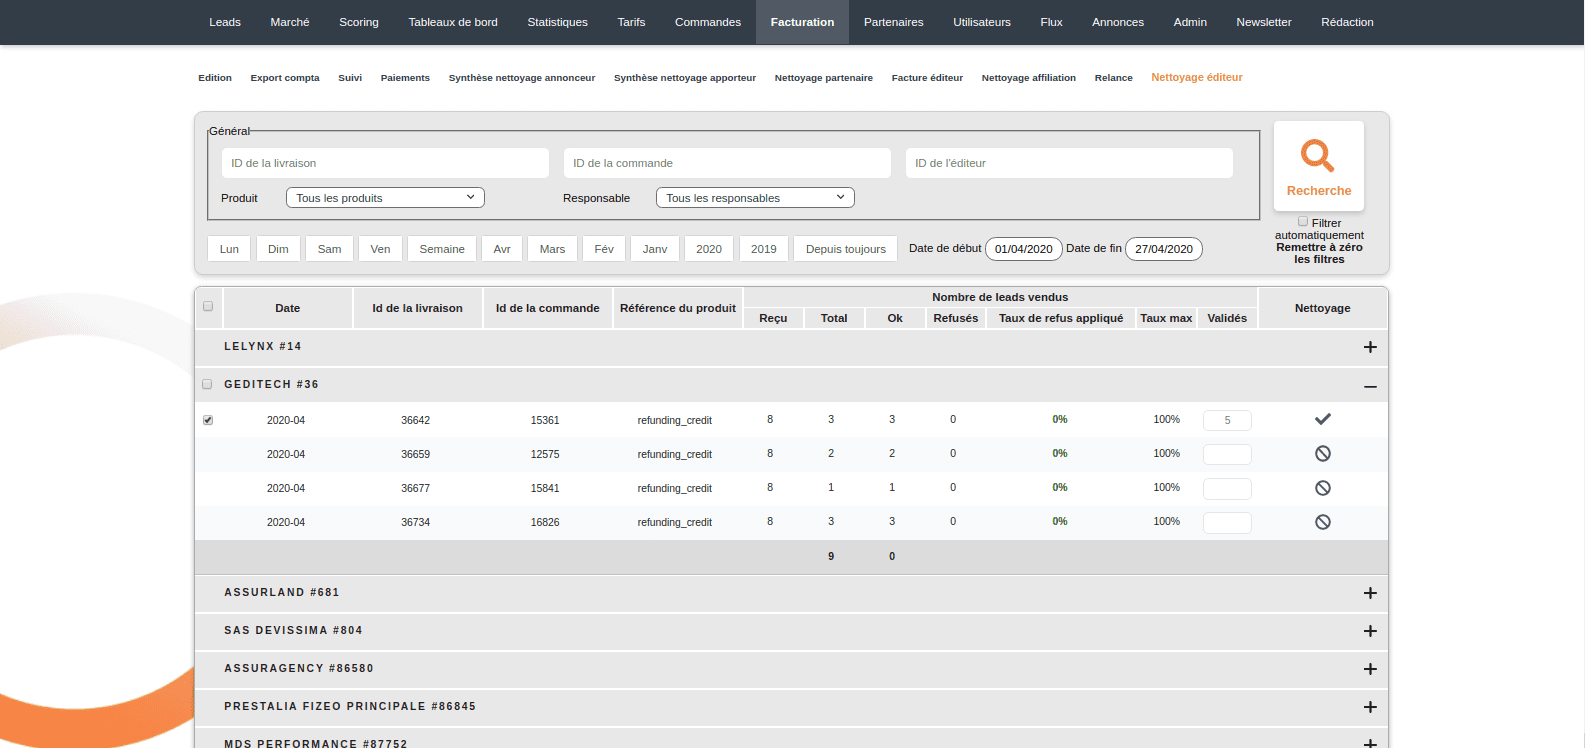 Leads Marché Scoring Tableaux de bord Statistiques Tarifs Commandes Facturation Partenaires Utilisateurs Flux Annonces Admin Newsletter Rédaction
Edition Export compta Suivi Paiements Synthèse nettoyage annonceur Synthèse nettoyage apporteur Nettoyage partenaire Facture éditeur Nettoyage affiliation Relance Nettoyage éditeur
Général
ID de la livraison ID de la commande ID de l'éditeur
Produit Tous les produits Responsable Tous les responsables
Recherche
Filtrer
automatiquement
Remettre à zéro
les filtres
Lun Dim Sam Ven Semaine Avr Mars Fév Janv 2020 2019 Depuis toujours Date de début 01/04/2020 Date de fin 27/04/2020
Date Id de la livraison Id de la commande Référence du produit Nombre de leads vendus Nettoyage
Reçu Total Ok Refusés Taux de refus appliqué Taux max Validés
LELYNX #14
GEDITECH #36
2020-04 36642 15361 refunding_credit 8 3 3 0 0% 100% 5
2020-04 36659 12575 refunding_credit 8 2 2 0 0% 100%
2020-04 36677 15841 refunding_credit 8 1 1 0 0% 100%
2020-04 36734 16826 refunding_credit 8 3 3 0 0% 100%
9 0
ASSURLAND #681
SAS DEVISSIMA #804
ASSURAGENCY #86580
PRESTALIA FIZEO PRINCIPALE #86845
MDS PERFORMANCE #87752